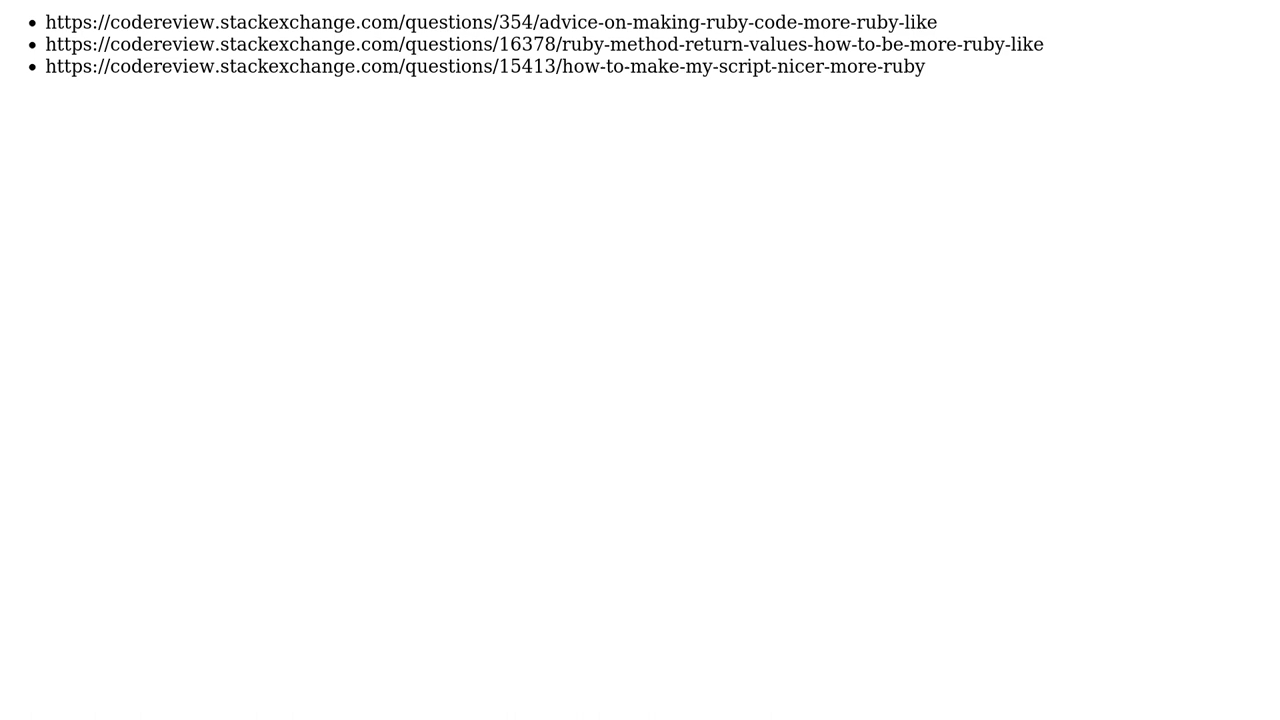 https://codereview.stackexchange.com/questions/354/advice-on-making-ruby-code-more-ruby-like
https://codereview.stackexchange.com/questions/16378/ruby-method-return-values-how-to-be-more-ruby-like
https://codereview.stackexchange.com/questions/15413/how-to-make-my-script-nicer-more-ruby